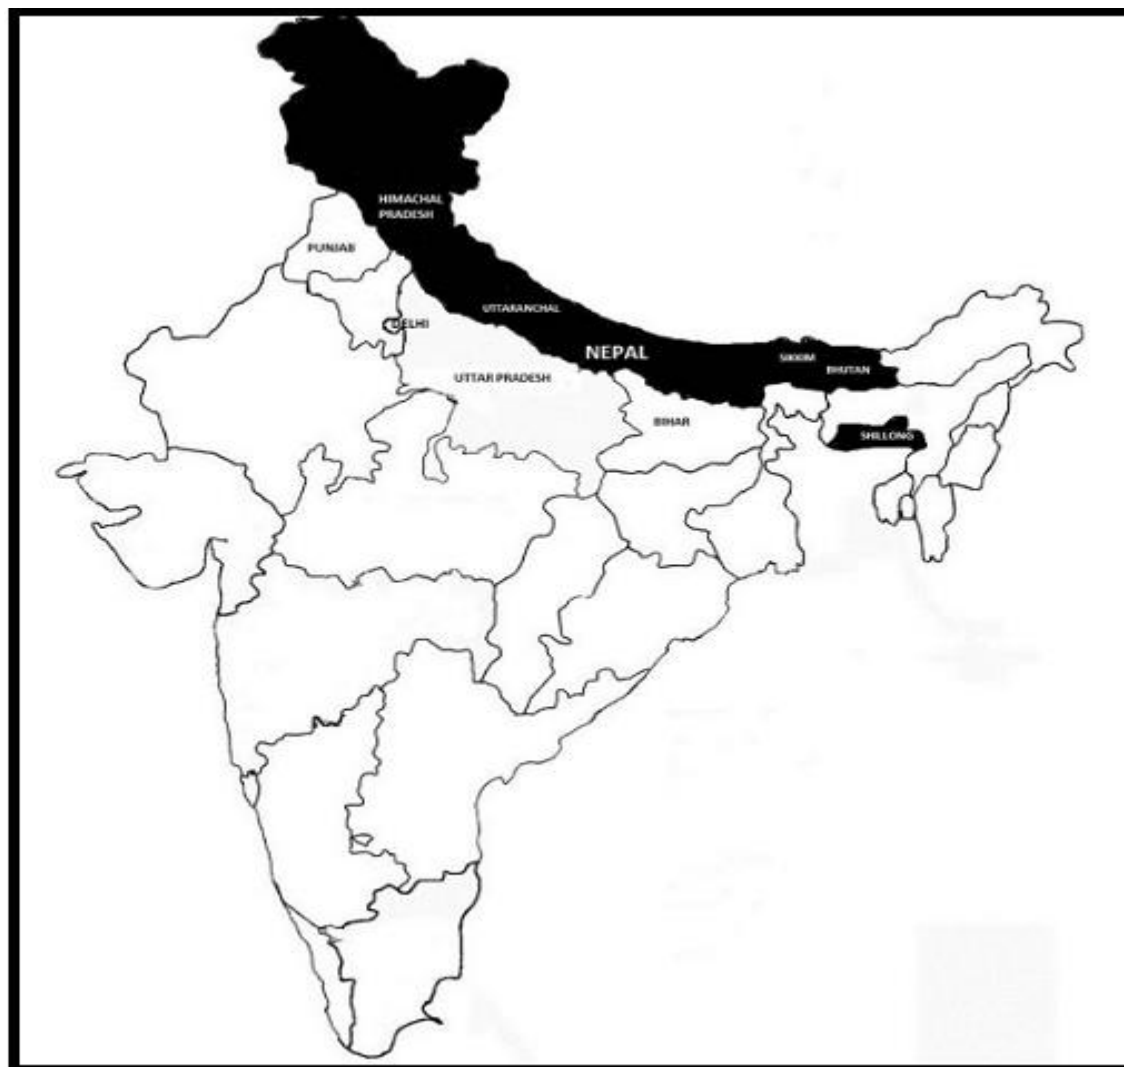 HIMACHAL
PRADESH
PUNJAB
UTTARANCHAL
DELHI
NEPAL
SIKKIM
BHUTAN
UTTAR PRADESH
BIHAR
SHILLONG